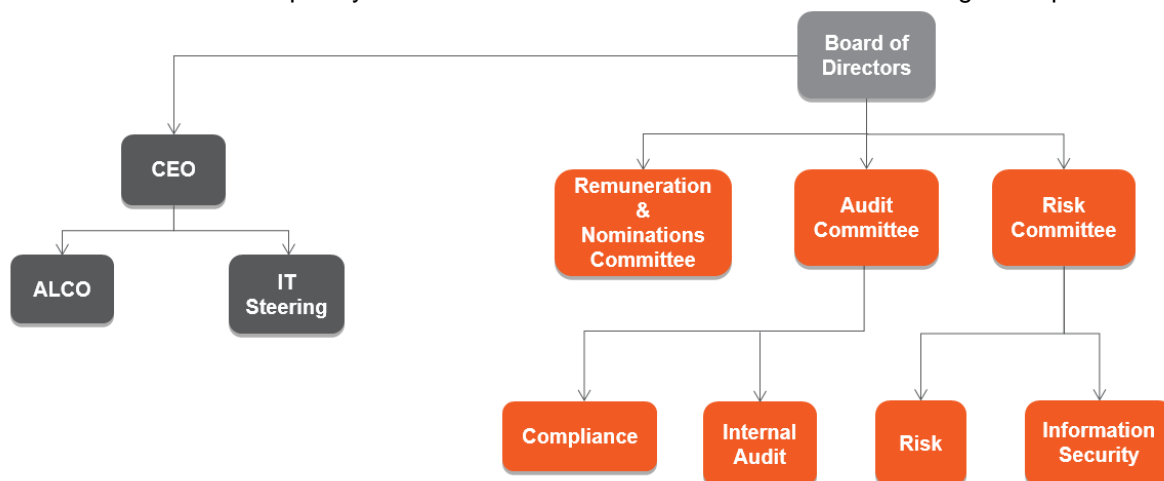 Board of
Directors
CEO
Remuneration
&
Nominations
Committee
Audit
Committee
Risk
Committee
ALCO
IT
Steering
Compliance
Internal
Audit
Risk
Information
Security